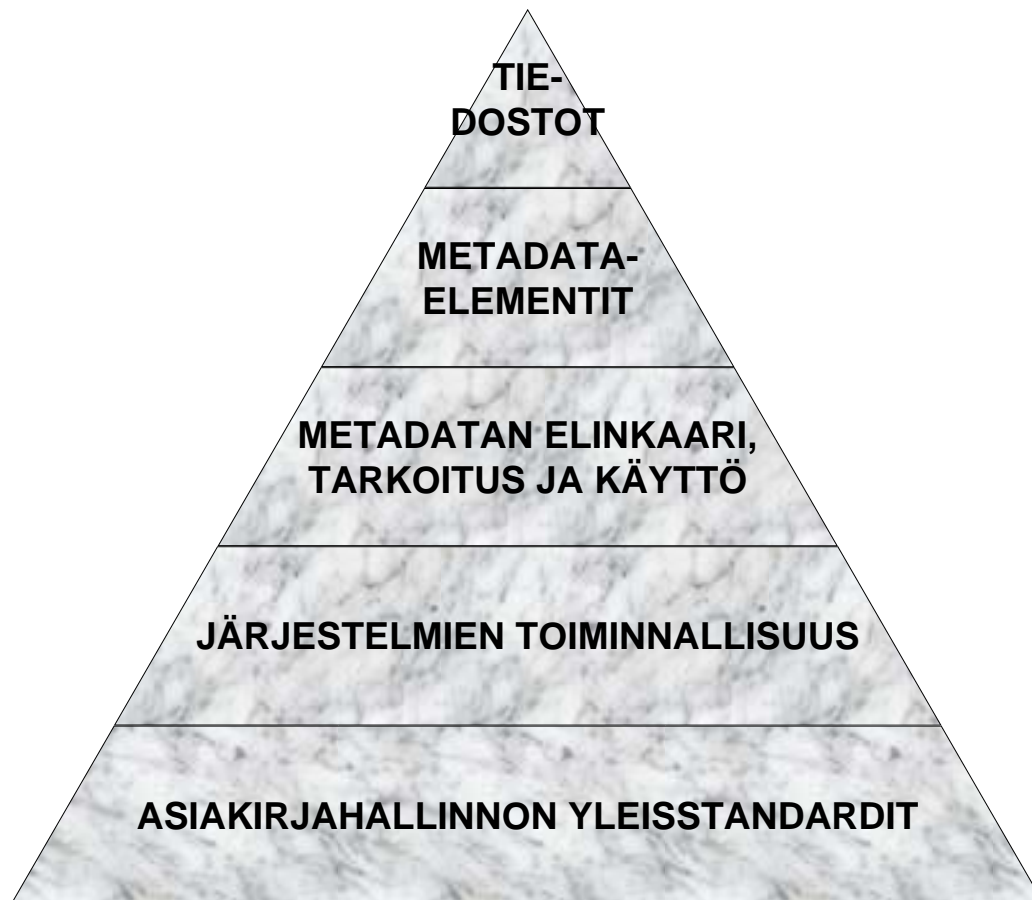 TIE-
DOSTOT
METADATA-
ELEMENTIT
METADATAN ELINKAARI,
TARKOITUS JA KÄYTTÖ
JÄRJESTELMIEN TOIMINNALLISUUS
ASIAKIRJAHALLINNON YLEISSTANDARDIT